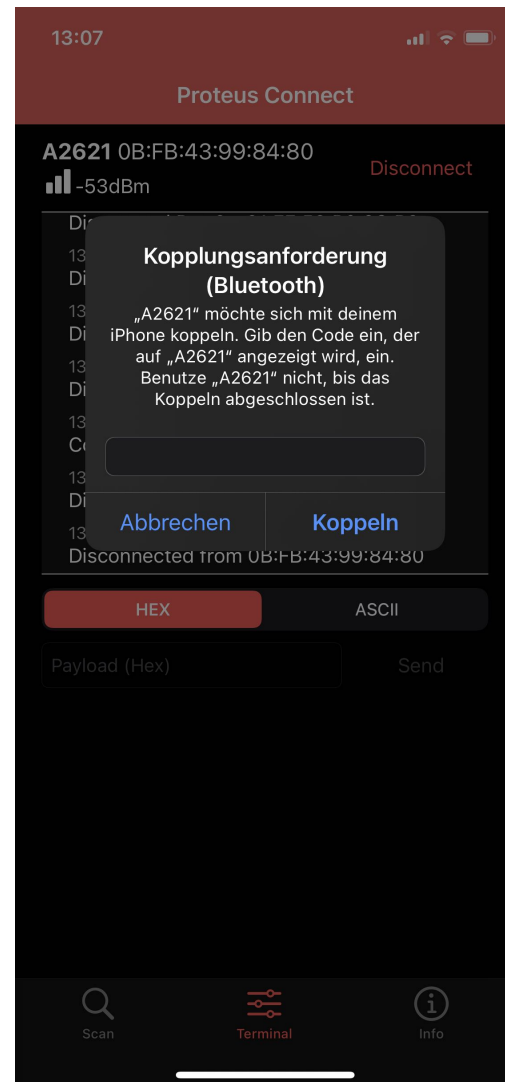 13:07
Proteus Connect
A2621 0B:FB:43:99:84:80
-53dBm
Disconnect
Kopplungsanforderung
(Bluetooth)
„A2621“ möchte sich mit deinem
iPhone koppeln. Gib den Code ein, der
auf „A2621“ angezeigt wird, ein.
Benutze „A2621“ nicht, bis das
Koppeln abgeschlossen ist.
Abbrechen
Koppeln
Disconnected from 0B:FB:43:99:84:80
HEX
ASCII
Payload (Hex)
Send
Scan
Terminal
Info